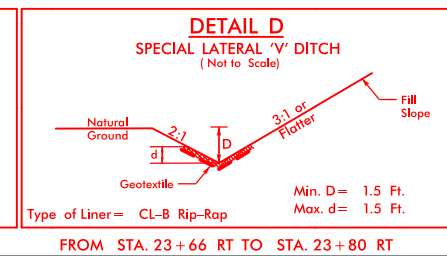 DETAIL D
SPECIAL LATERAL 'V' DITCH
( Not to Scale)
Natural
Ground
2:1
D
3:1 or
Flatter
Fill
Slope
d
Geotextile
Min. D= 1.5 Ft.
Max. d= 1.5 Ft.
Type of Liner= CL-B Rip-Rap
FROM STA. 23+66 RT TO STA. 23+80 RT